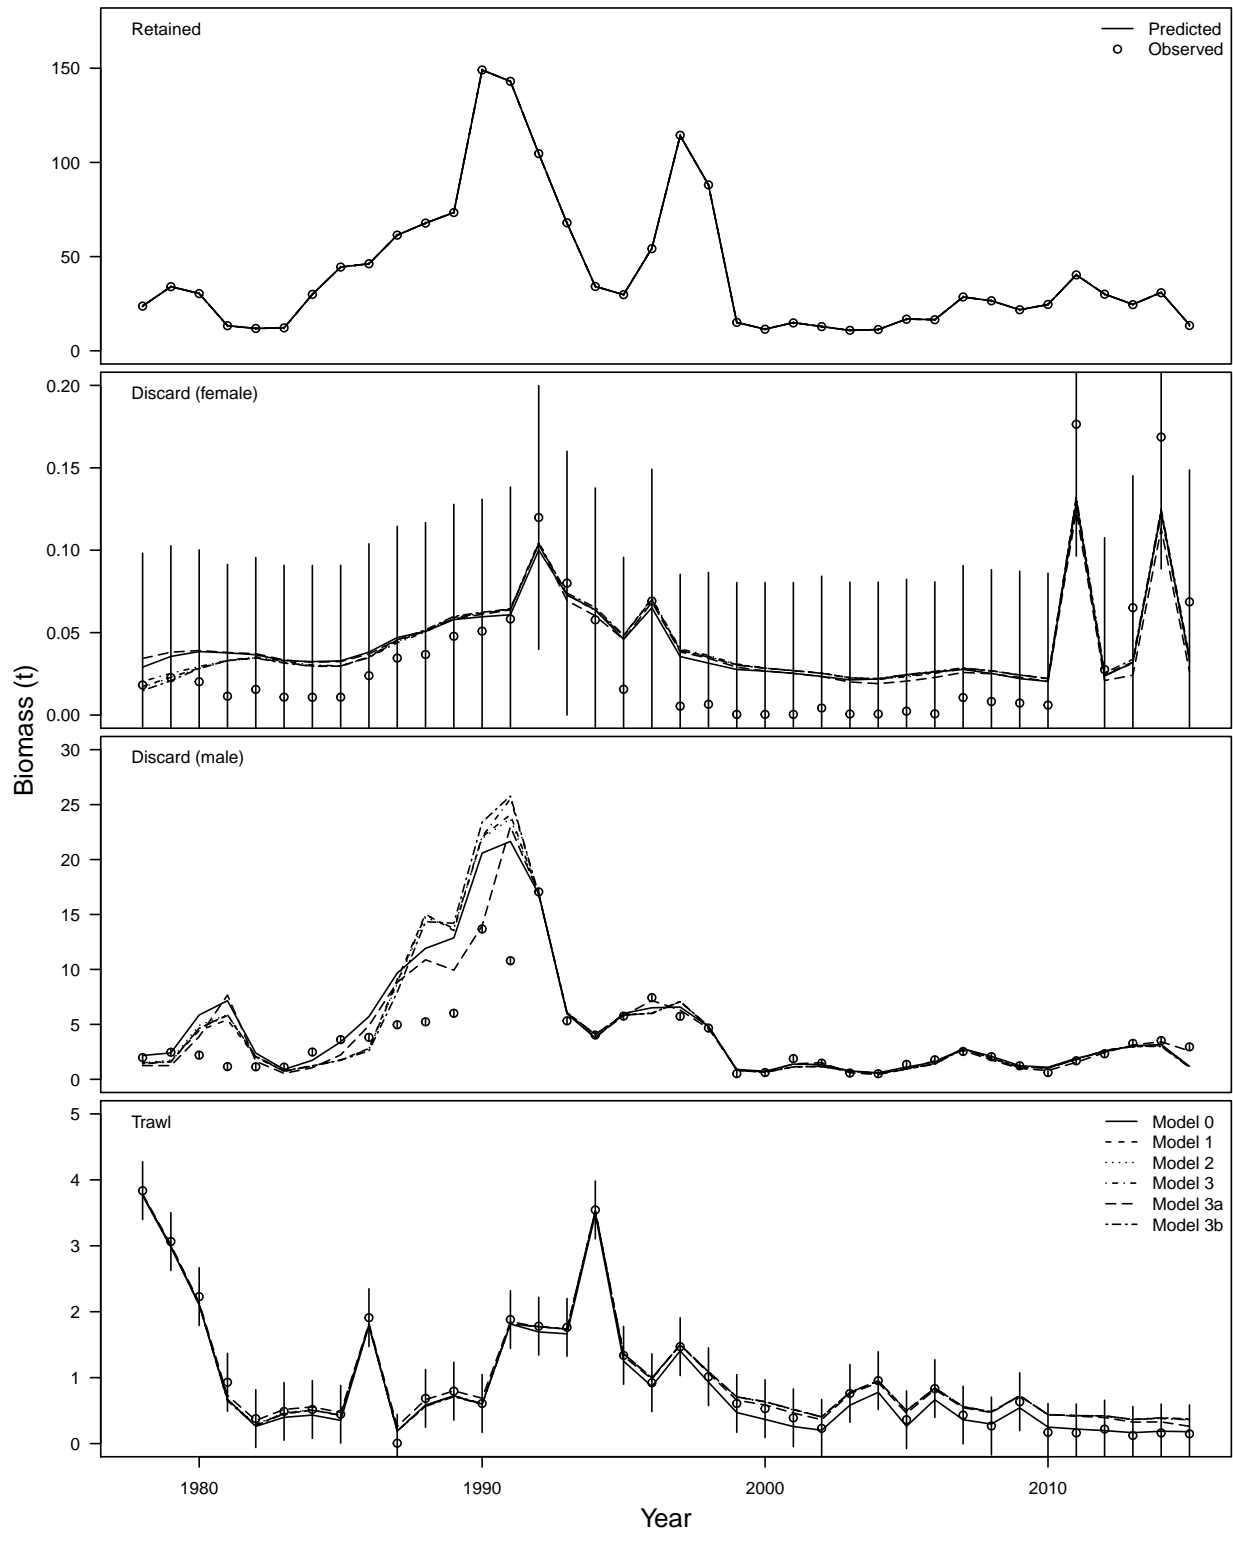 Retained
Predicted
Observed
150
100
50
0
Discard (female)
0.20
0.15
0.10
0.05
0.00
Discard (male)
30
25
20
15
10
5
0
Trawl
Model 0
Model 1
Model 2
Model 3
Model 3a
Model 3b
5
4
3
2
1
0
1980
1990
2000
2010
Year
Biomass (t)